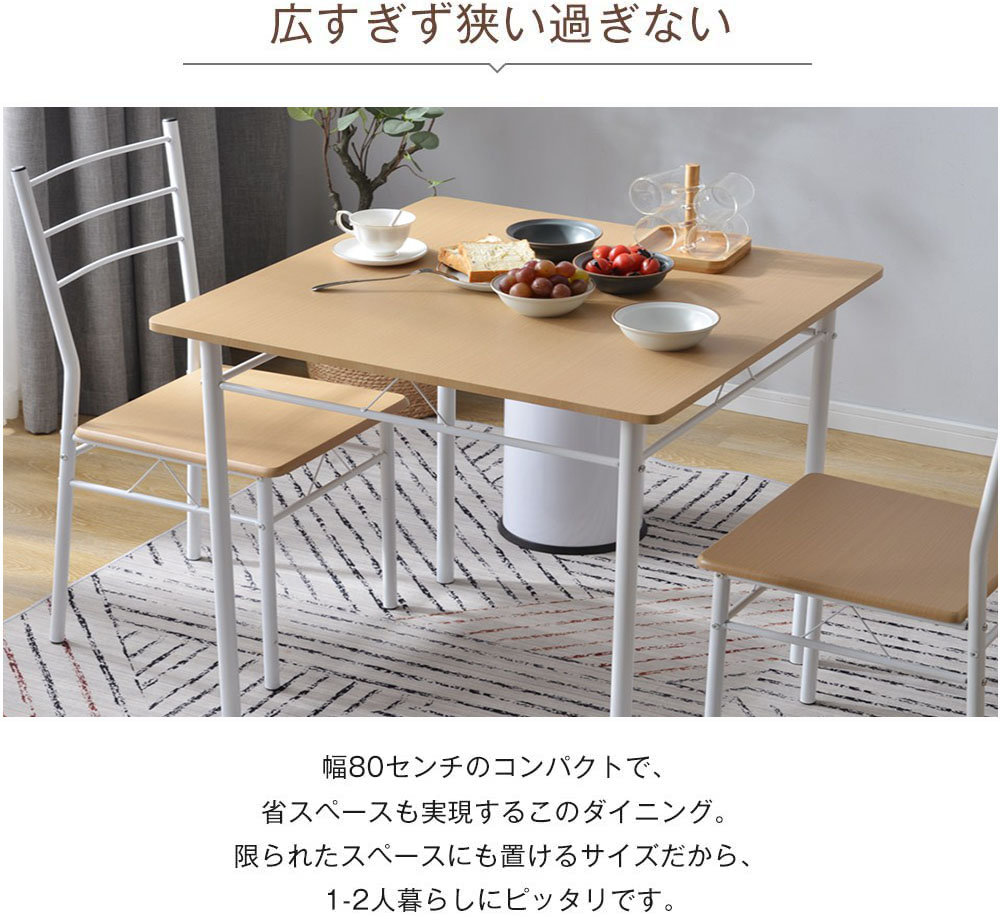 広すぎず狭い過ぎない
幅80センチのコンパクトで、
省スペースも実現するこのダイニング。
限られたスペースにも置けるサイズだから、
1-2人暮らしにピッタリです。